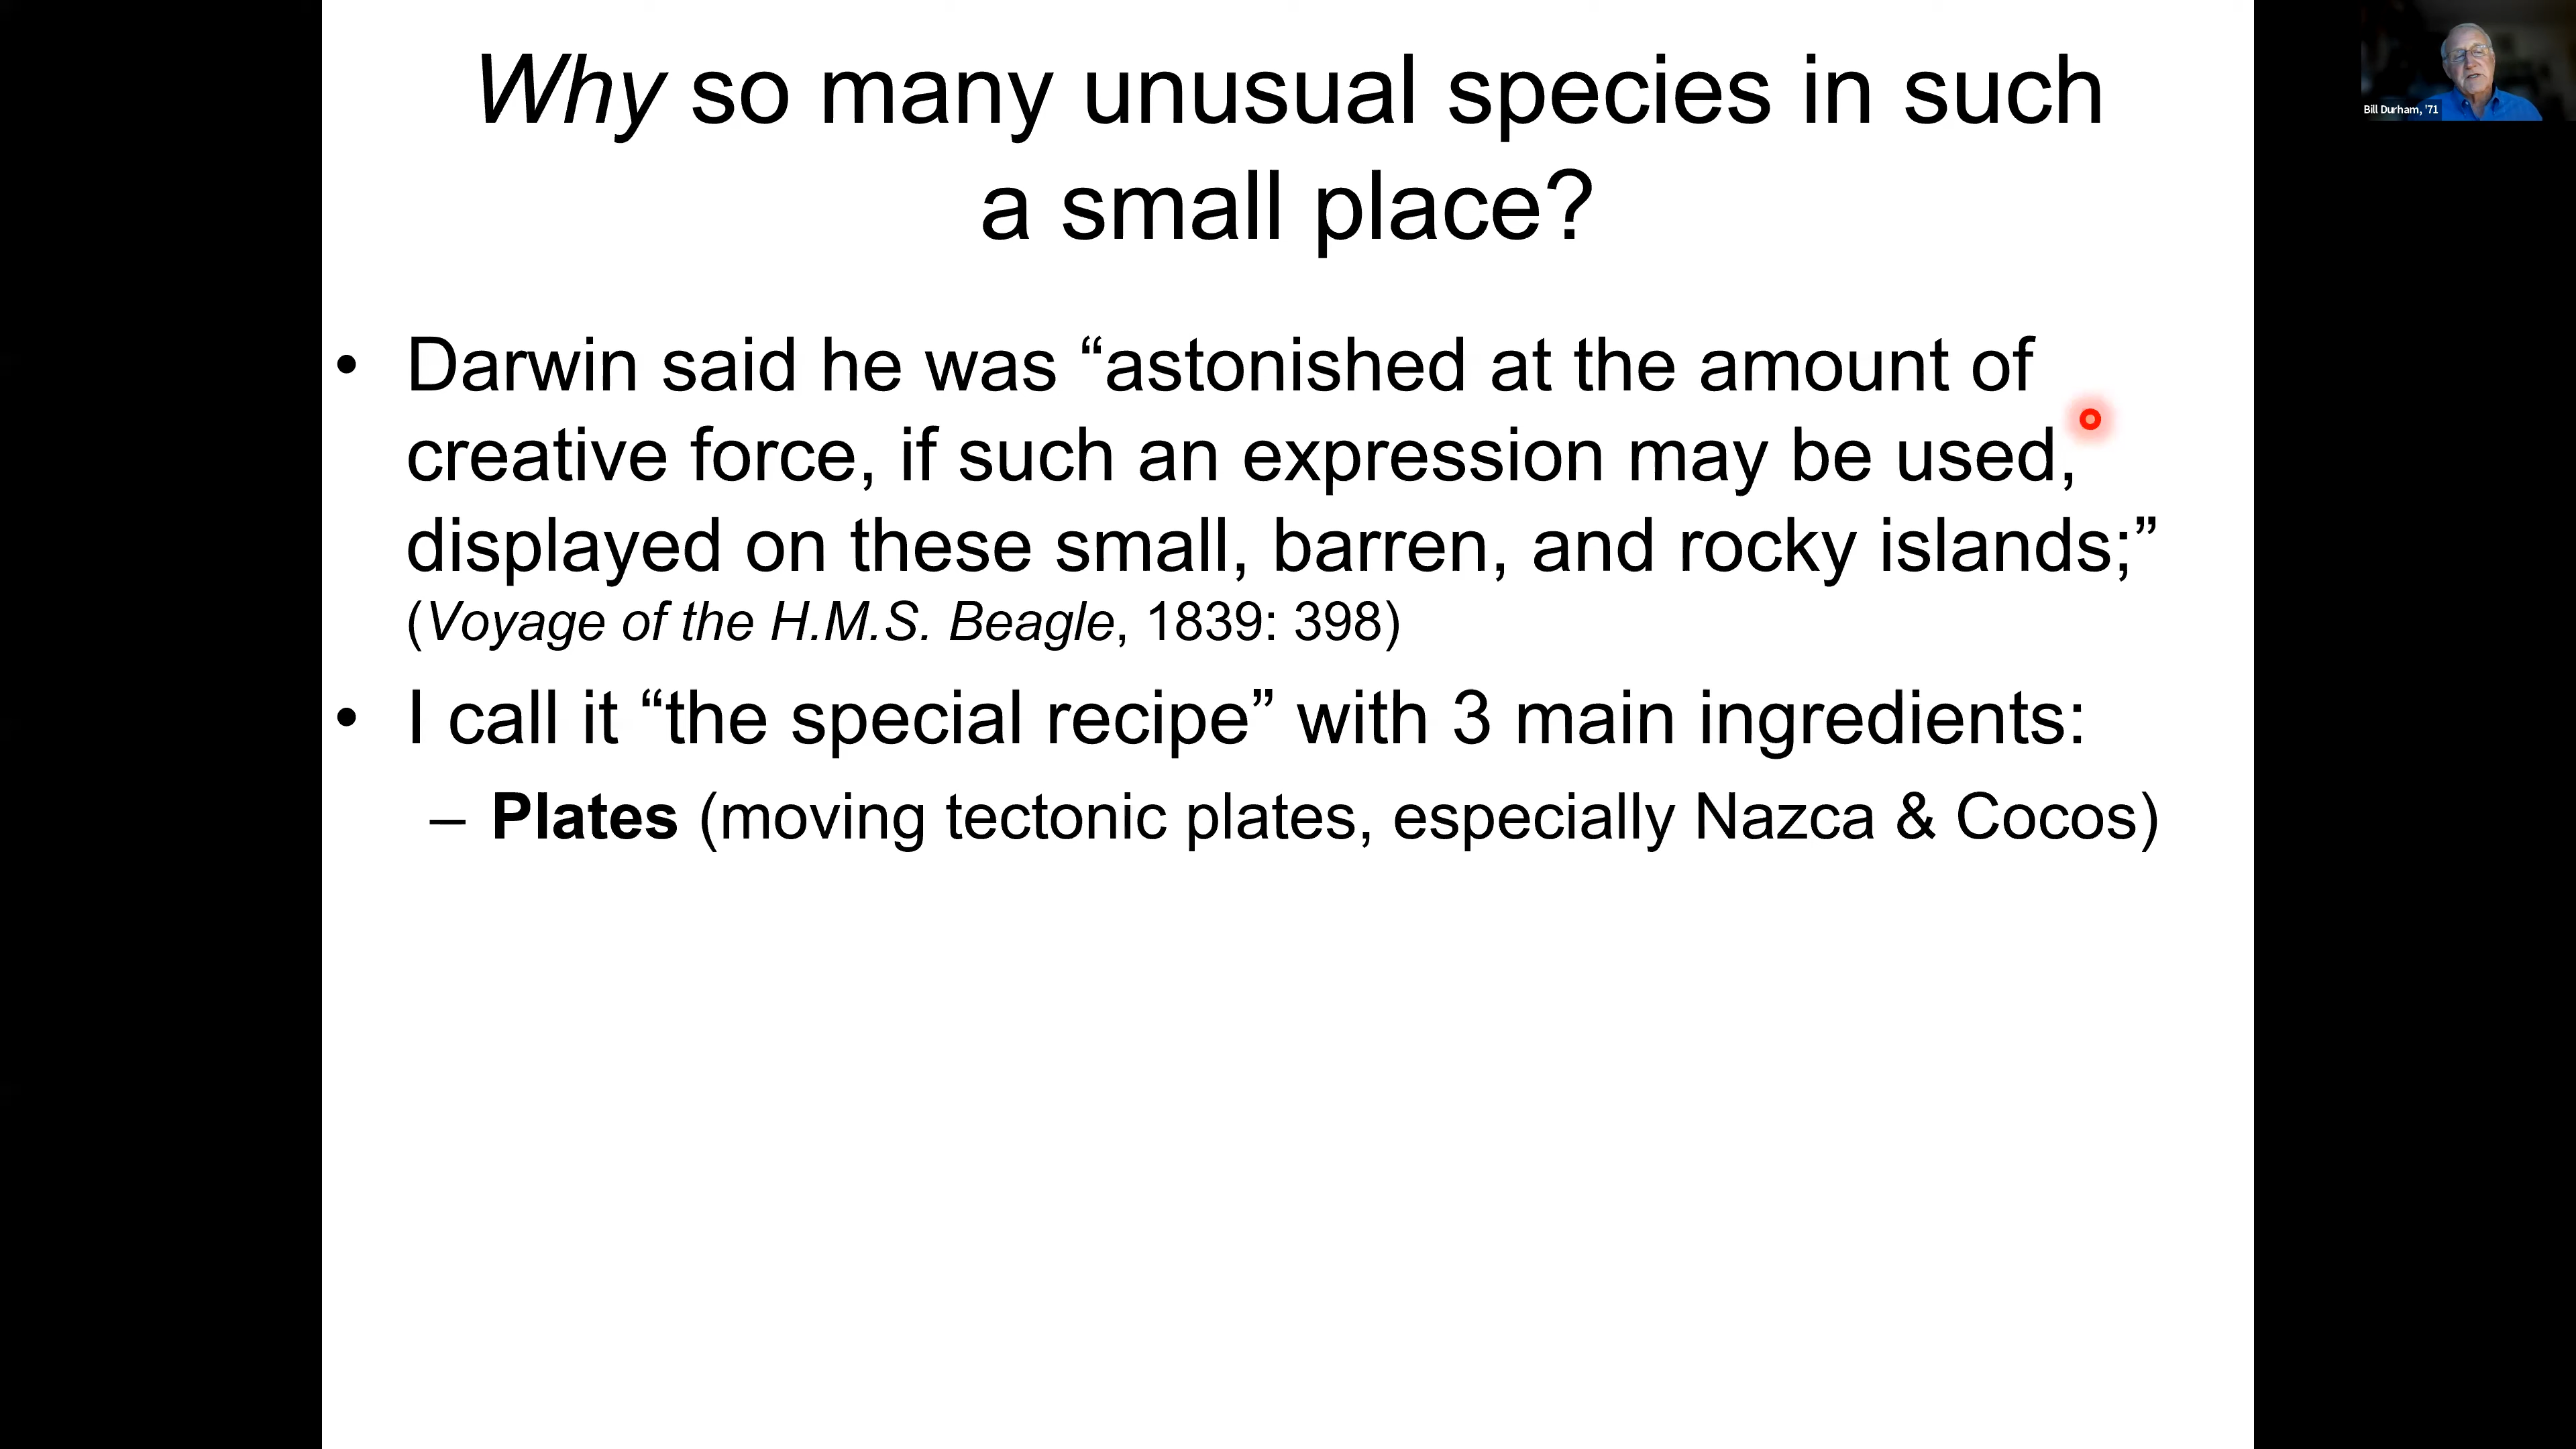 Why so many unusual species in such
a small place?
Bill Durham, '71
• Darwin said he was “astonished at the amount of
creative force, if such an expression may be used,
displayed on these small, barren, and rocky islands;”
(Voyage of the H.M.S. Beagle, 1839: 398)
• I call it “the special recipe” with 3 main ingredients:
– Plates (moving tectonic plates, especially Nazca & Cocos)